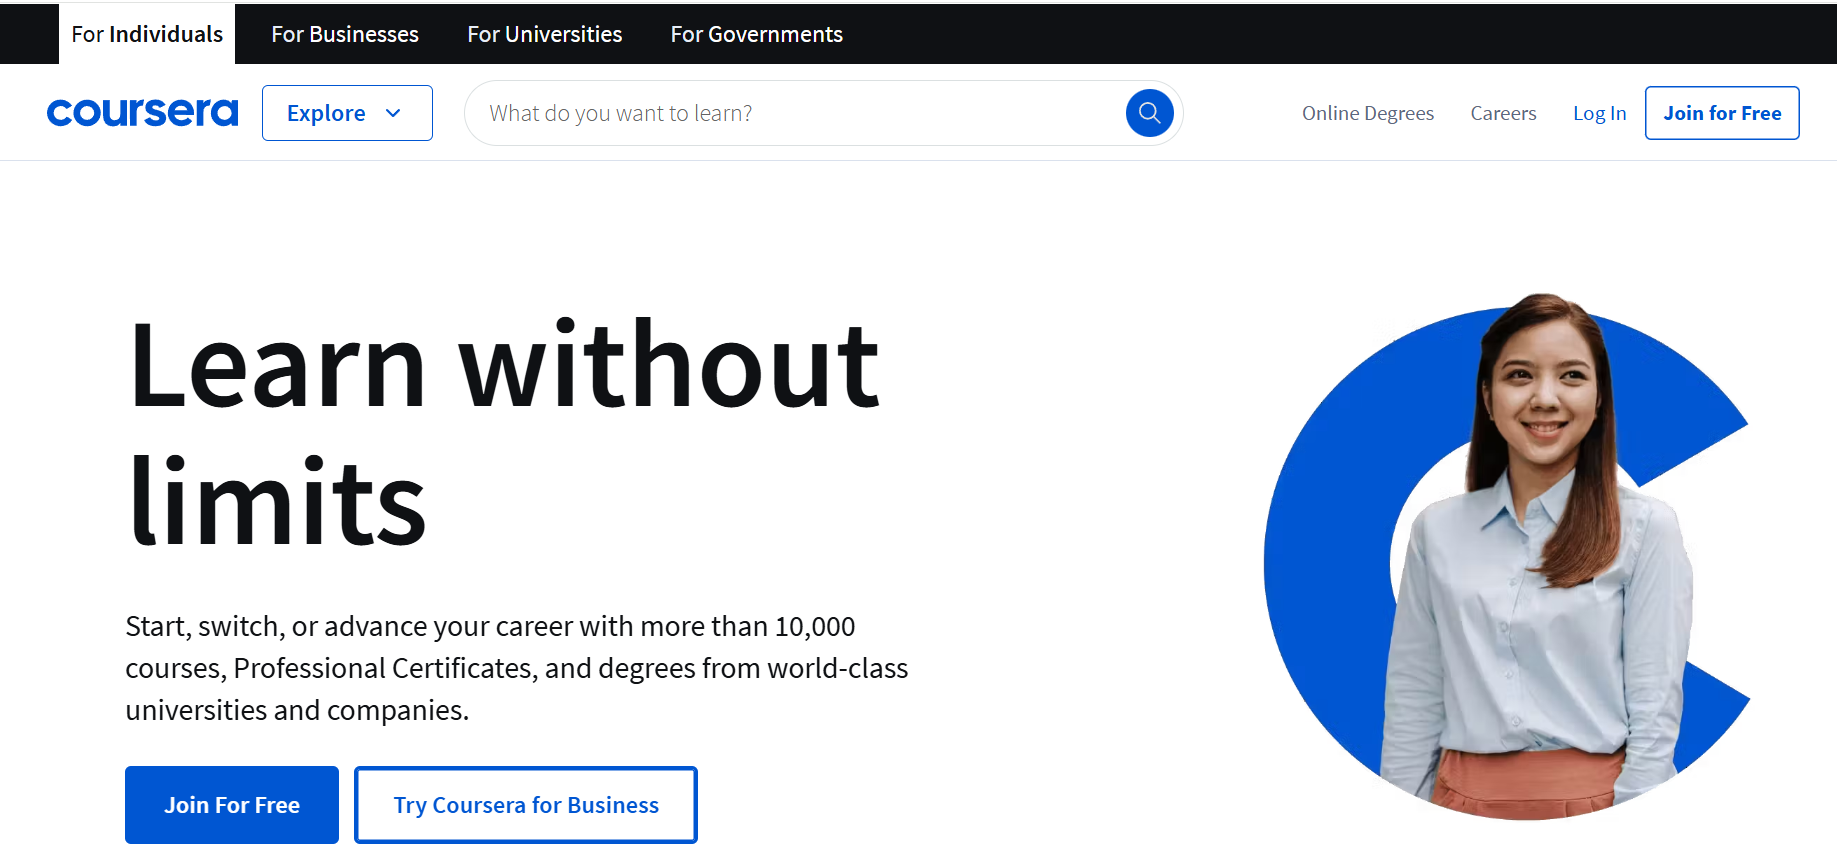 For Individuals For Businesses For Universities For Governments
coursera Explore What do you want to learn? Online Degrees Careers Log In Join for Free
Learn without
limits
Start, switch, or advance your career with more than 10,000
courses, Professional Certificates, and degrees from world-class
universities and companies.
Join For Free Try Coursera for Business